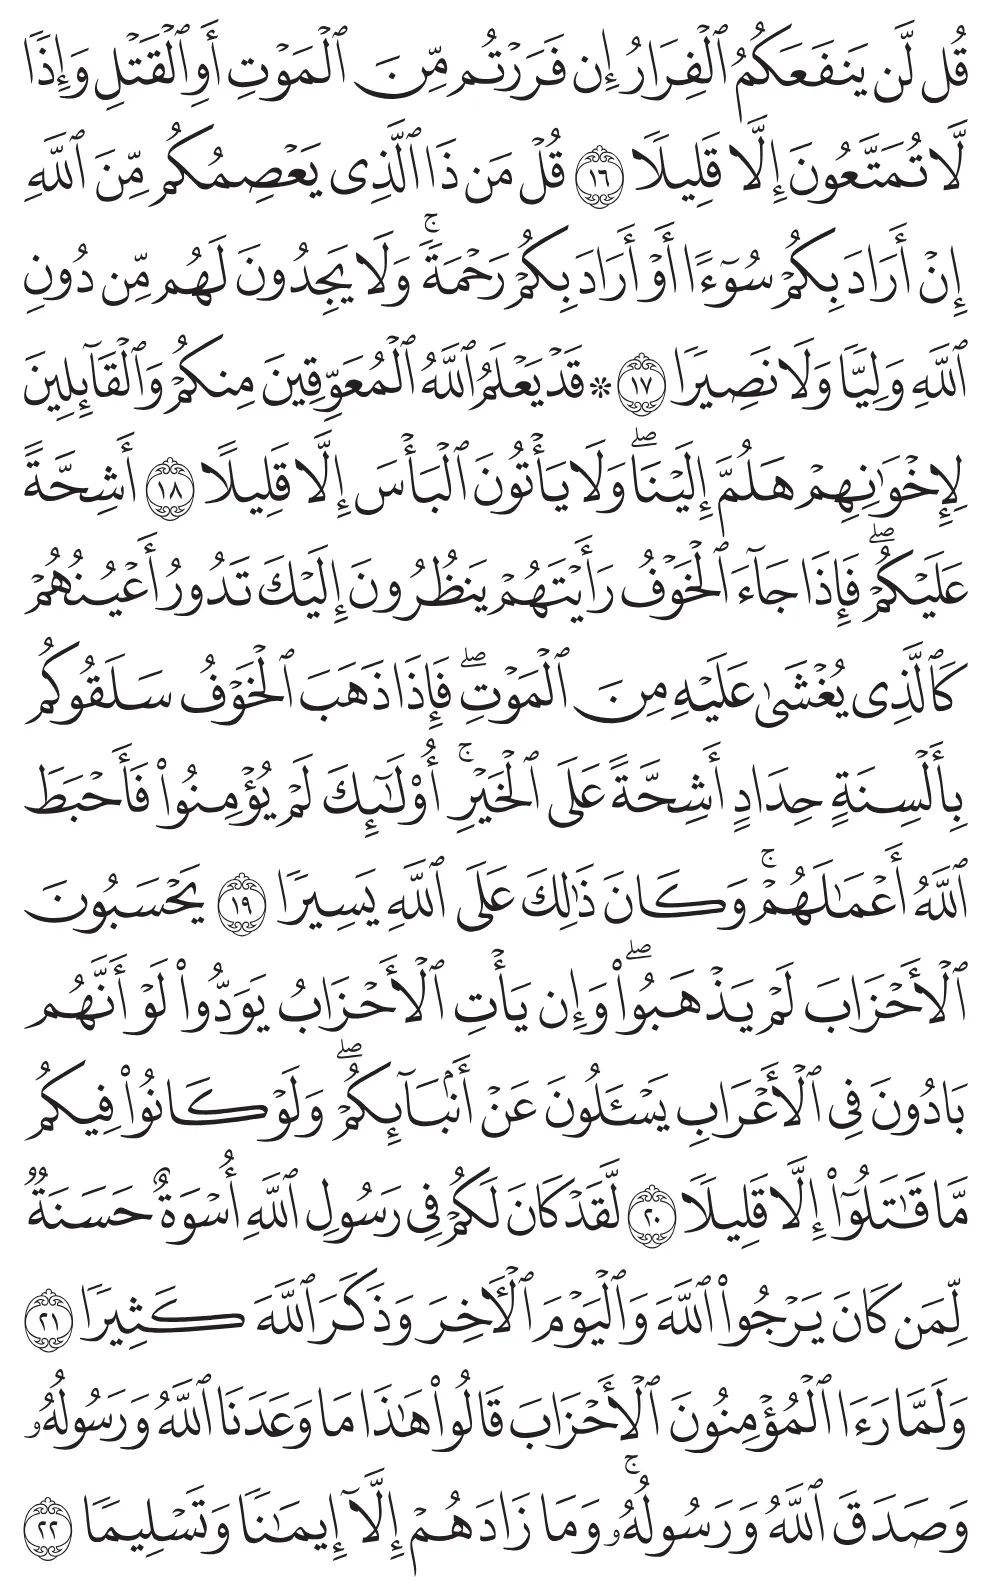 قُل لَّن يَنفَعَكُمُ ٱلْفِرَارُ إِن فَرَرْتُم مِّنَ ٱلْمَوْتِ أَوِ ٱلْقَتْلِ وَإِذًا
لَّا تُمَتَّعُونَ إِلَّا قَلِيلًا ١٦ قُلْ مَن ذَا ٱلَّذِى يَعْصِمُكُم مِّنَ ٱللَّهِ
إِنْ أَرَادَ بِكُمْ سُوٓءًا أَوْ أَرَادَ بِكُمْ رَحْمَةً ۚ وَلَا يَجِدُونَ لَهُم مِّن دُونِ
ٱللَّهِ وَلِيًّا وَلَا نَصِيرًا ١٧ ۞ قَدْ يَعْلَمُ ٱللَّهُ ٱلْمُعَوِّقِينَ مِنكُمْ وَٱلْقَآئِلِينَ
لِإِخْوَٰنِهِمْ هَلُمَّ إِلَيْنَا ۖ وَلَا يَأْتُونَ ٱلْبَأْسَ إِلَّا قَلِيلًا ١٨ أَشِحَّةً
عَلَيْكُمْ ۖ فَإِذَا جَآءَ ٱلْخَوْفُ رَأَيْتَهُمْ يَنظُرُونَ إِلَيْكَ تَدُورُ أَعْيُنُهُمْ
كَٱلَّذِى يُغْشَىٰ عَلَيْهِ مِنَ ٱلْمَوْتِ ۖ فَإِذَا ذَهَبَ ٱلْخَوْفُ سَلَقُوكُم
بِأَلْسِنَةٍ حِدَادٍ أَشِحَّةً عَلَى ٱلْخَيْرِ ۚ أُو۟لَٰٓئِكَ لَمْ يُؤْمِنُوا۟ فَأَحْبَطَ
ٱللَّهُ أَعْمَٰلَهُمْ ۚ وَكَانَ ذَٰلِكَ عَلَى ٱللَّهِ يَسِيرًا ١٩ يَحْسَبُونَ
ٱلْأَحْزَابَ لَمْ يَذْهَبُوا۟ ۖ وَإِن يَأْتِ ٱلْأَحْزَابُ يَوَدُّوا۟ لَوْ أَنَّهُم
بَادُونَ فِى ٱلْأَعْرَابِ يَسْـَٔلُونَ عَنْ أَنۢبَآئِكُمْ ۖ وَلَوْ كَانُوا۟ فِيكُم
مَّا قَٰتَلُوٓا۟ إِلَّا قَلِيلًا ٢٠ لَّقَدْ كَانَ لَكُمْ فِى رَسُولِ ٱللَّهِ أُسْوَةٌ حَسَنَةٌ
لِّمَن كَانَ يَرْجُوا۟ ٱللَّهَ وَٱلْيَوْمَ ٱلْـَٔاخِرَ وَذَكَرَ ٱللَّهَ كَثِيرًا ٢١
وَلَمَّا رَءَا ٱلْمُؤْمِنُونَ ٱلْأَحْزَابَ قَالُوا۟ هَٰذَا مَا وَعَدَنَا ٱللَّهُ وَرَسُولُهُۥ
وَصَدَقَ ٱللَّهُ وَرَسُولُهُۥ ۚ وَمَا زَادَهُمْ إِلَّآ إِيمَٰنًا وَتَسْلِيمًا ٢٢